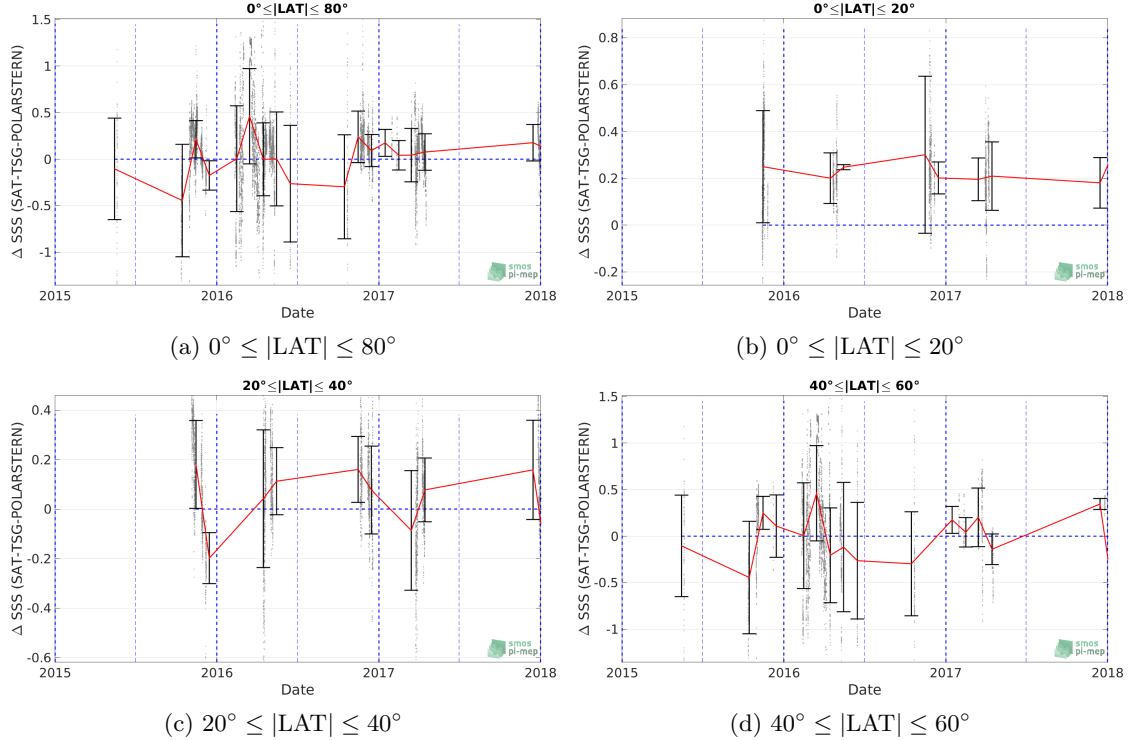 0°≤|LAT|≤ 80°
Δ SSS (SAT-TSG-POLARSTERN)
1.5
1
0.5
0
-0.5
-1
2015
2016
2017
2018
Date
smos
pi-mep
(a) 0° ≤ |LAT| ≤ 80°
0°≤|LAT|≤ 20°
Δ SSS (SAT-TSG-POLARSTERN)
0.8
0.6
0.4
0.2
0
-0.2
2015
2016
2017
2018
Date
smos
pi-mep
(b) 0° ≤ |LAT| ≤ 20°
20°≤|LAT|≤ 40°
Δ SSS (SAT-TSG-POLARSTERN)
0.4
0.2
0
-0.2
-0.4
-0.6
2015
2016
2017
2018
Date
smos
pi-mep
(c) 20° ≤ |LAT| ≤ 40°
40°≤|LAT|≤ 60°
Δ SSS (SAT-TSG-POLARSTERN)
1.5
1
0.5
0
-0.5
-1
2015
2016
2017
2018
Date
smos
pi-mep
(d) 40° ≤ |LAT| ≤ 60°